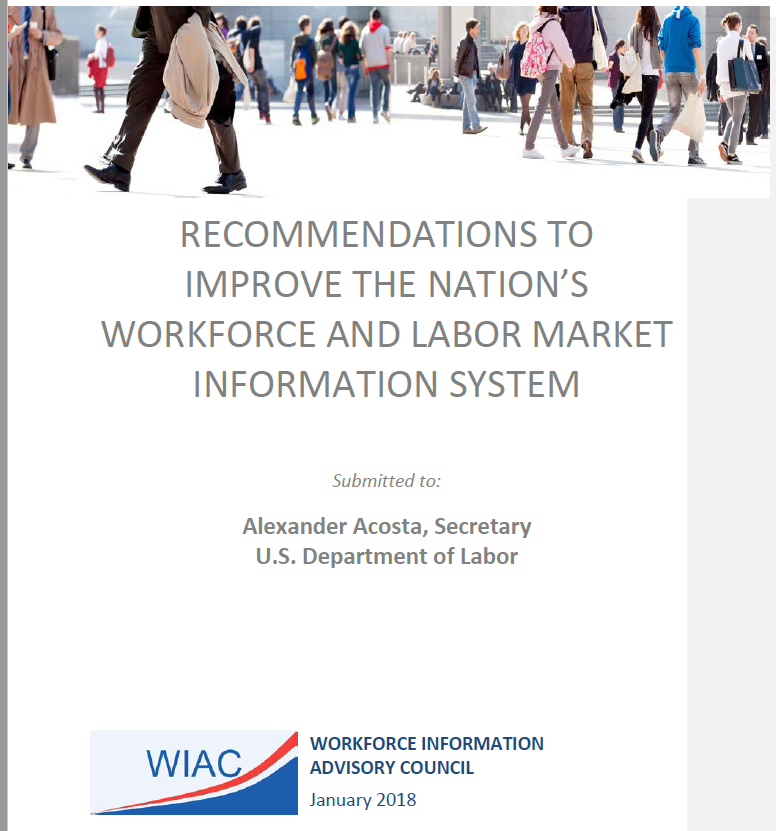 RECOMMENDATIONS TO
IMPROVE THE NATION'S
WORKFORCE AND LABOR MARKET
INFORMATION SYSTEM
Submitted to:
Alexander Acosta, Secretary
U.S. Department of Labor
WIAC
WORKFORCE INFORMATION
ADVISORY COUNCIL
January 2018